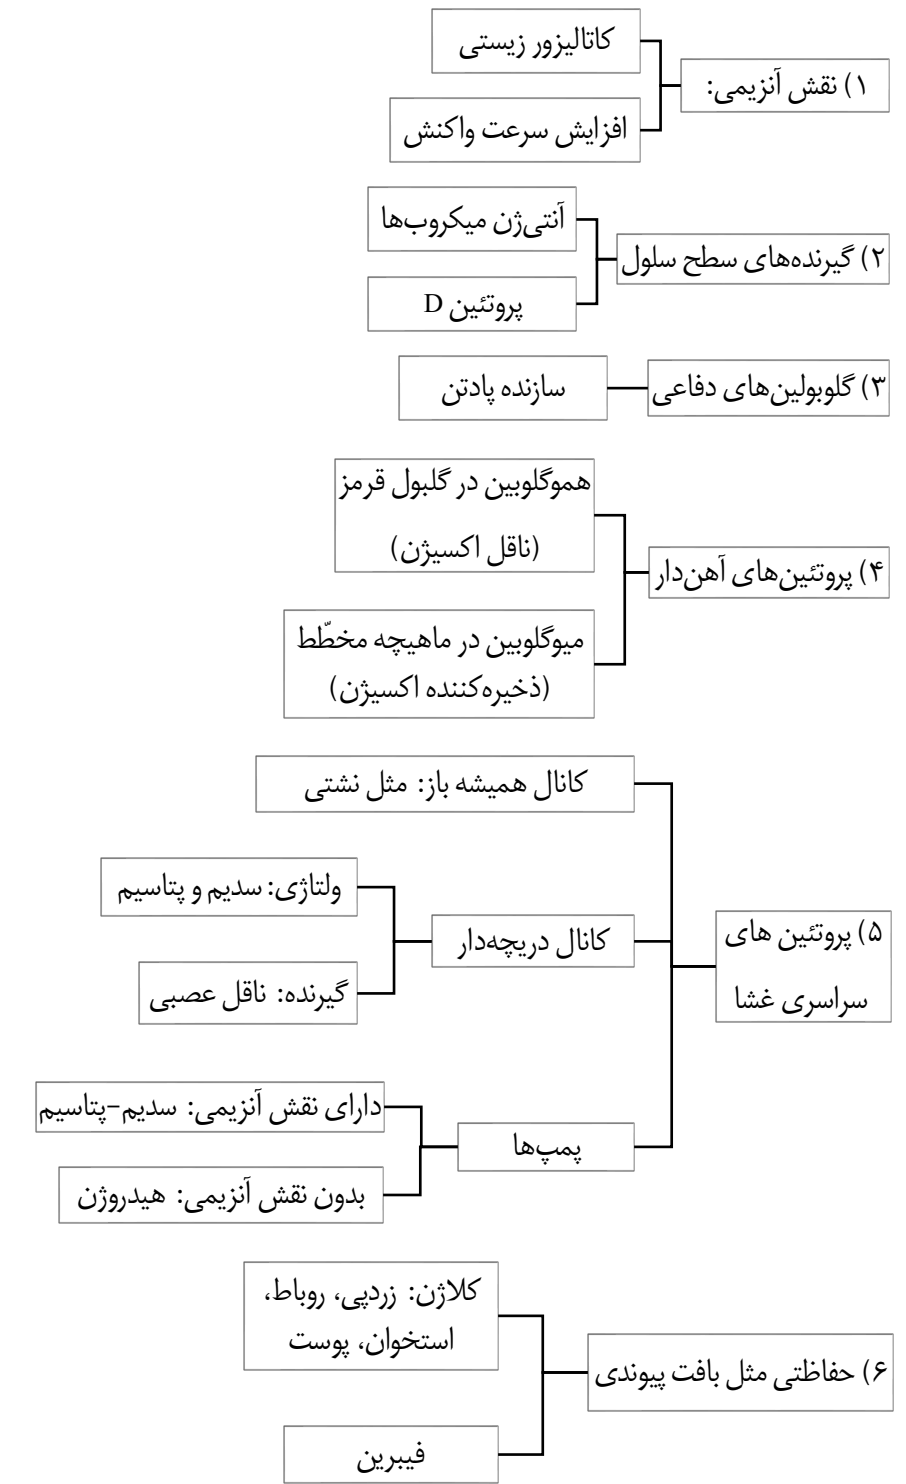 ۱) نقش آنزیمی:
کاتالیزور زیستی
افزایش سرعت واکنش
۲) گیرنده‌های سطح سلول
آنتی‌ژن میکروب‌ها
پروتئین D
۳) گلوبولین‌های دفاعی
سازنده پادتن
۴) پروتئین‌های آهن‌دار
هموگلوبین در گلبول قرمز
(ناقل اکسیژن)
میوگلوبین در ماهیچه مخطّط
(ذخیره‌کننده اکسیژن)
۵) پروتئین های
سراسری غشا
کانال همیشه باز: مثل نشتی
کانال دریچه‌دار
ولتاژی: سدیم و پتاسیم
گیرنده: ناقل عصبی
پمپ‌ها
دارای نقش آنزیمی: سدیم-پتاسیم
بدون نقش آنزیمی: هیدروژن
۶) حفاظتی مثل بافت پیوندی
کلاژن: زردپی، روباط،
استخوان، پوست
فیبرین